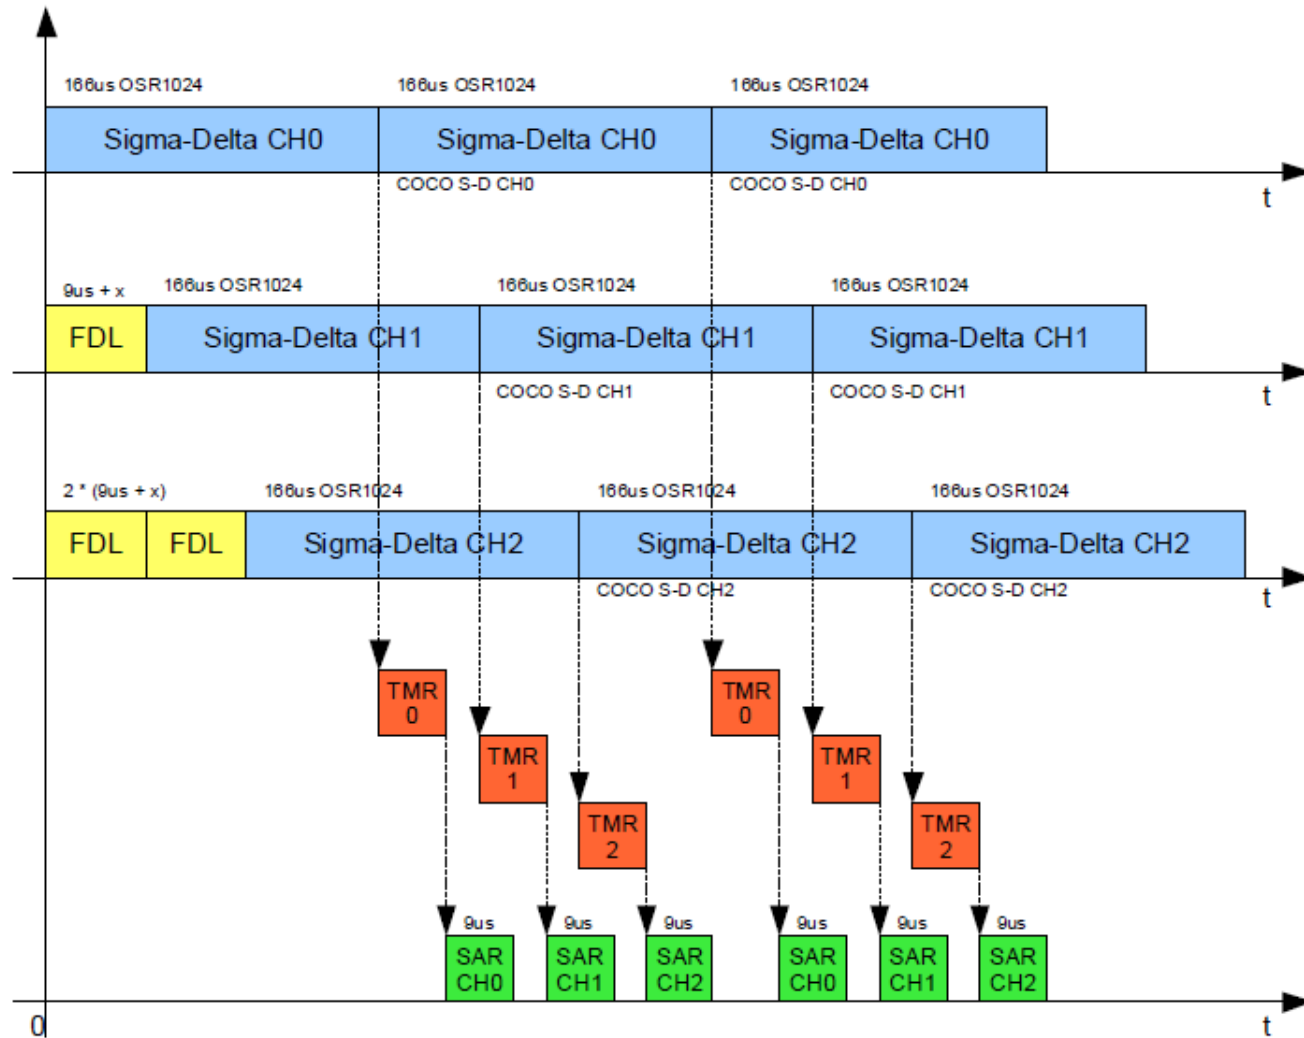 166us OSR1024 166us OSR1024 166us OSR1024
Sigma-Delta CH0 Sigma-Delta CH0 Sigma-Delta CH0
COCO S-D CH0 COCO S-D CH0
t
9us + x 166us OSR1024 166us OSR1024 166us OSR1024
FDL Sigma-Delta CH1 Sigma-Delta CH1 Sigma-Delta CH1
COCO S-D CH1 COCO S-D CH1
t
2 * (9us + x) 166us OSR1024 166us OSR1024 166us OSR1024
FDL FDL Sigma-Delta CH2 Sigma-Delta CH2 Sigma-Delta CH2
COCO S-D CH2 COCO S-D CH2
t
TMR TMR
0 0
TMR TMR
1 1
TMR TMR
2 2
9us 9us 9us 9us 9us 9us
SAR SAR SAR SAR SAR SAR
CH0 CH1 CH2 CH0 CH1 CH2
0 t